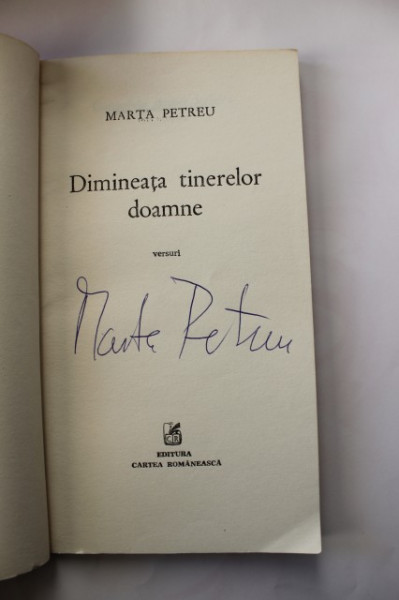 MARTA PETREU
Dimineața tinerelor
doamne
versuri
Marta Petreu
EDITURA
CARTEA ROMÂNEASCĂ